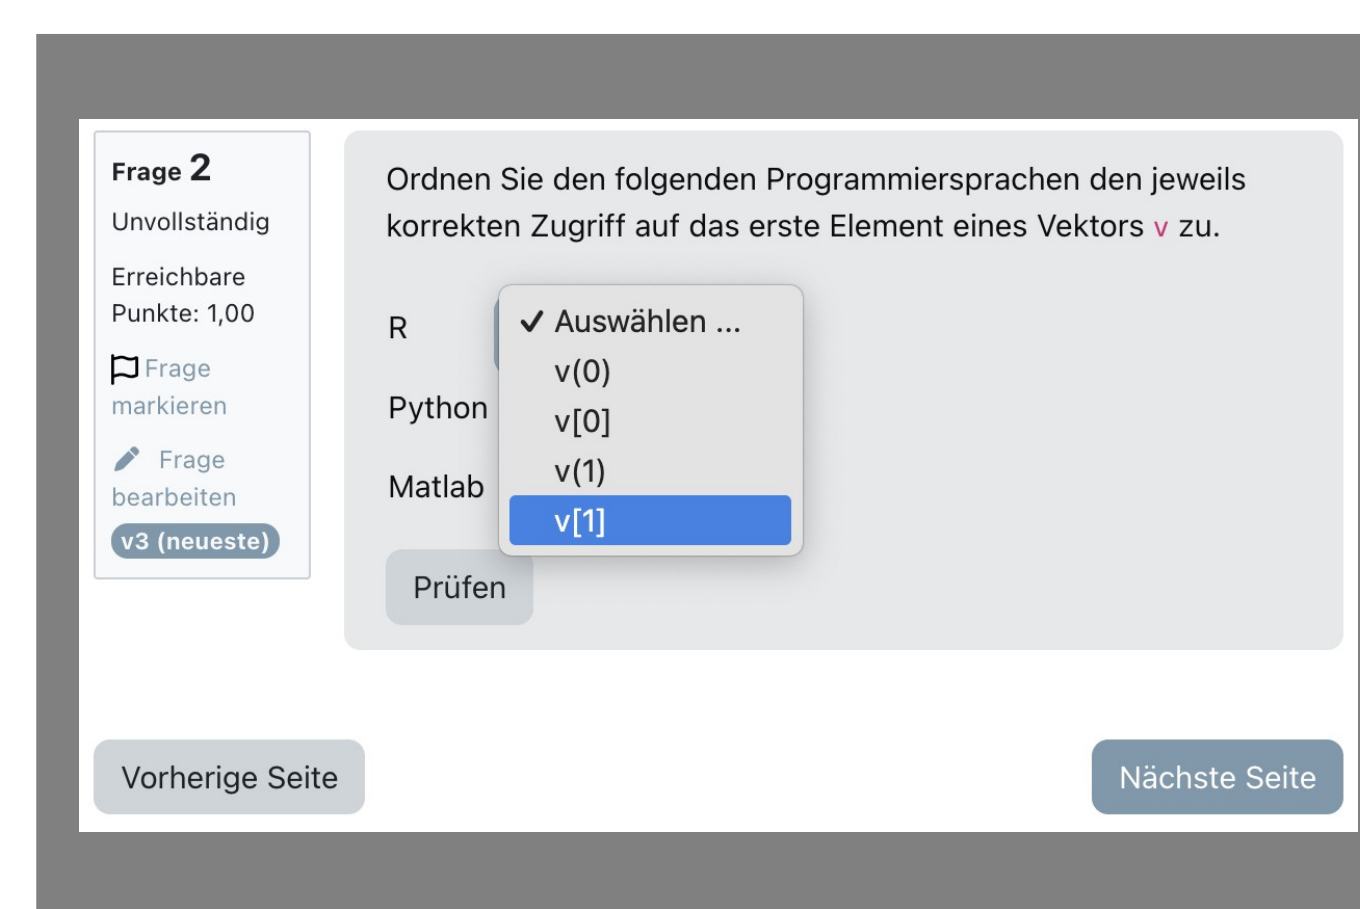 Frage 2
Unvollständig
Erreichbare
Punkte: 1,00
Frage
markieren
Frage
bearbeiten
v3 (neueste)
Ordnen Sie den folgenden Programmiersprachen den jeweils
korrekten Zugriff auf das erste Element eines Vektors v zu.
R
✓ Auswählen ...
v(0)
Python
v[0]
v(1)
Matlab
v[1]
Prüfen
Vorherige Seite
Nächste Seite